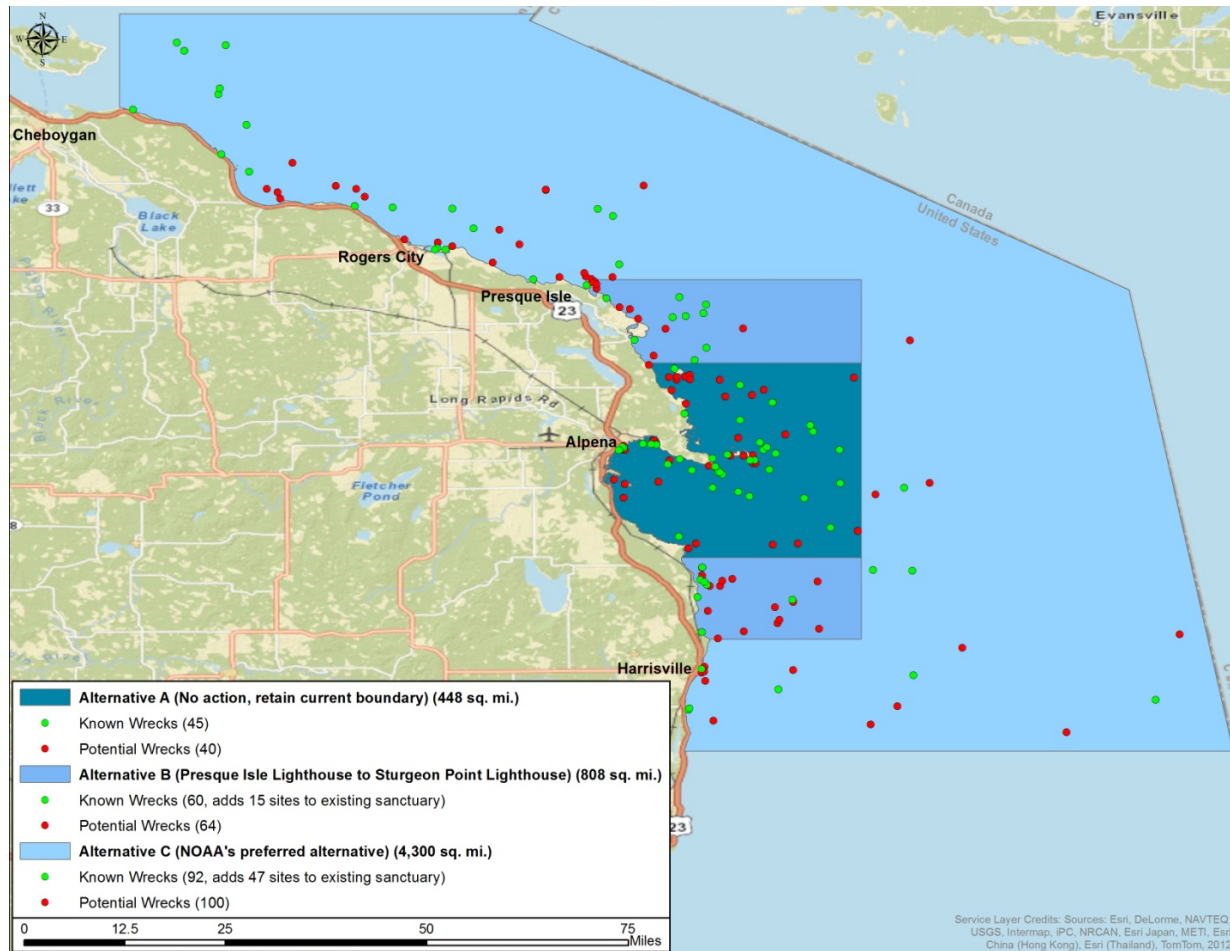 N
W E
S
Evansville
Cheboygan
33
Black
Lake
Canada
United States
Rogers City
Presque Isle
23
Long Rapids Rd
Alpena
Fletcher
Pond
Harrisville
23
Alternative A (No action, retain current boundary) (448 sq. mi.)
Known Wrecks (45)
Potential Wrecks (40)
Alternative B (Presque Isle Lighthouse to Sturgeon Point Lighthouse) (808 sq. mi.)
Known Wrecks (60, adds 15 sites to existing sanctuary)
Potential Wrecks (64)
Alternative C (NOAA's preferred alternative) (4,300 sq. mi.)
Known Wrecks (92, adds 47 sites to existing sanctuary)
Potential Wrecks (100)
0 12.5 25 50 75
Miles
Service Layer Credits: Sources: Esri, DeLorme, NAVTEQ,
USGS, Intermap, iPC, NRCAN, Esri Japan, METI, Esri
China (Hong Kong), Esri (Thailand), TomTom, 2012